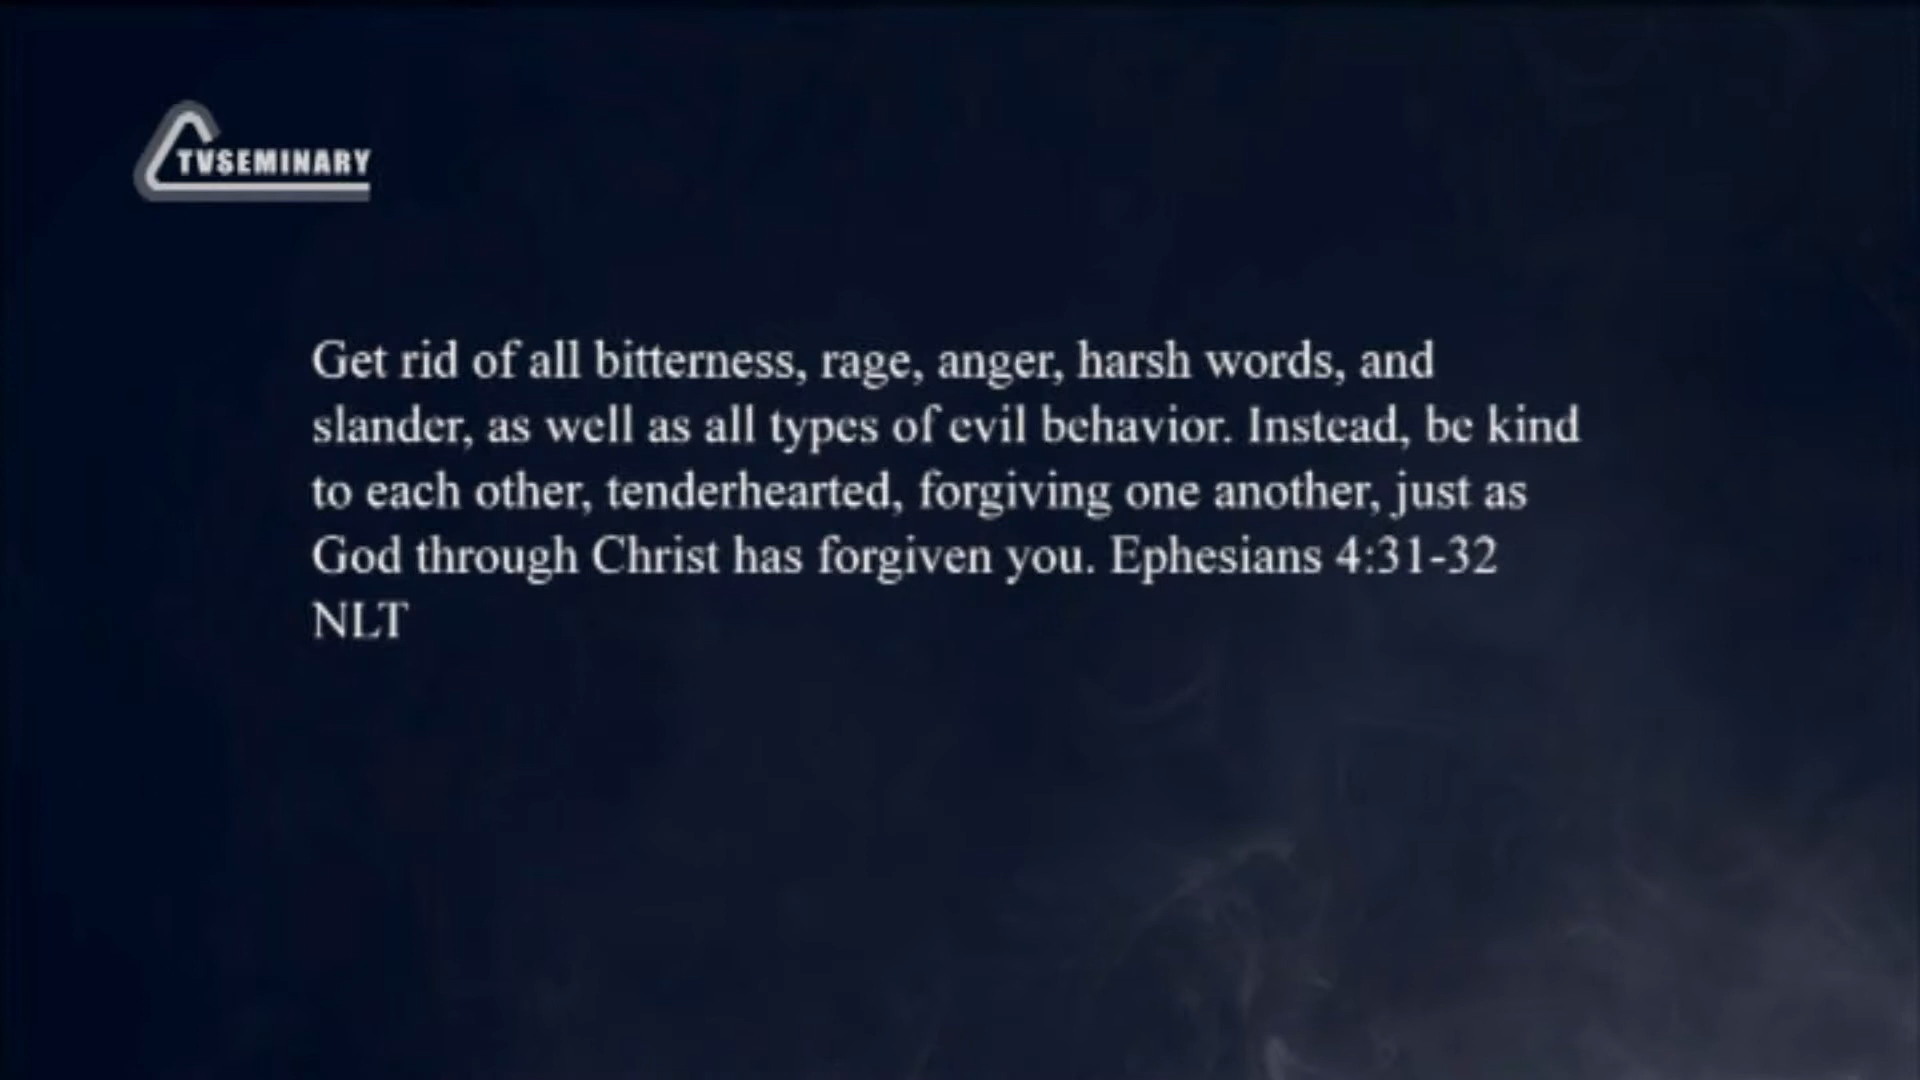 TVSEMINARY
Get rid of all bitterness, rage, anger, harsh words, and
slander, as well as all types of evil behavior. Instead, be kind
to each other, tenderhearted, forgiving one another, just as
God through Christ has forgiven you. Ephesians 4:31-32
NLT